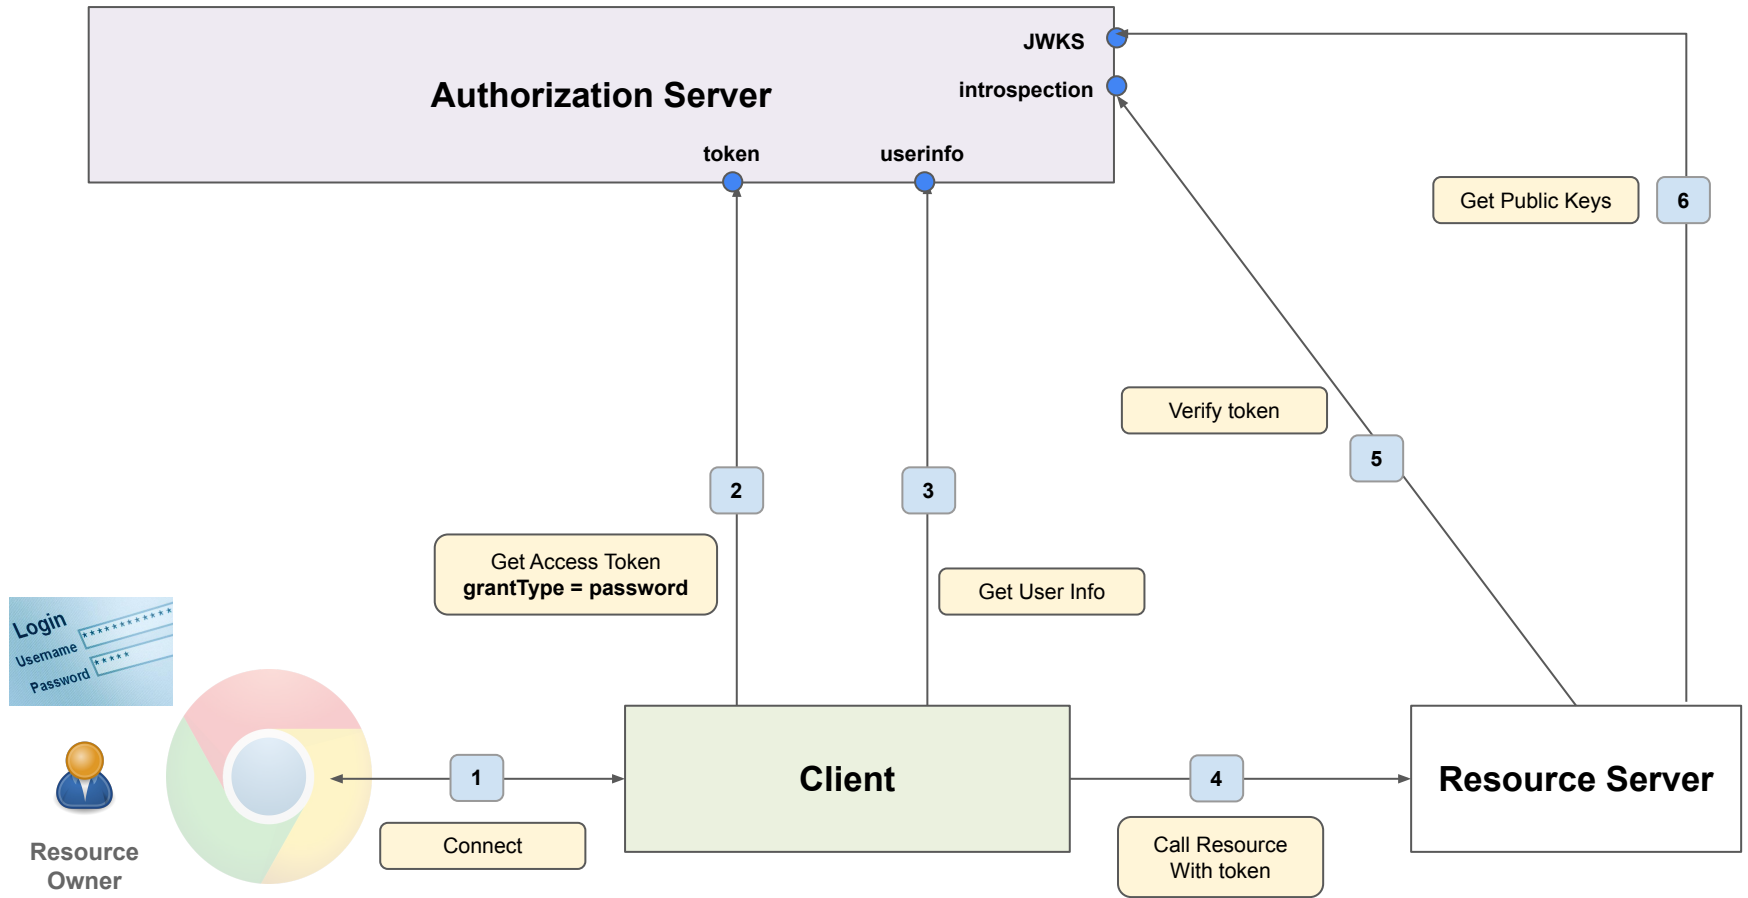 JWKS
Authorization Server
introspection
token
userinfo
Get Public Keys
6
Verify token
5
2
3
Get Access Token
grantType = password
Get User Info
Login
***********
Username
*****
Password
1
Client
4
Resource Server
Connect
Call Resource
With token
Resource
Owner